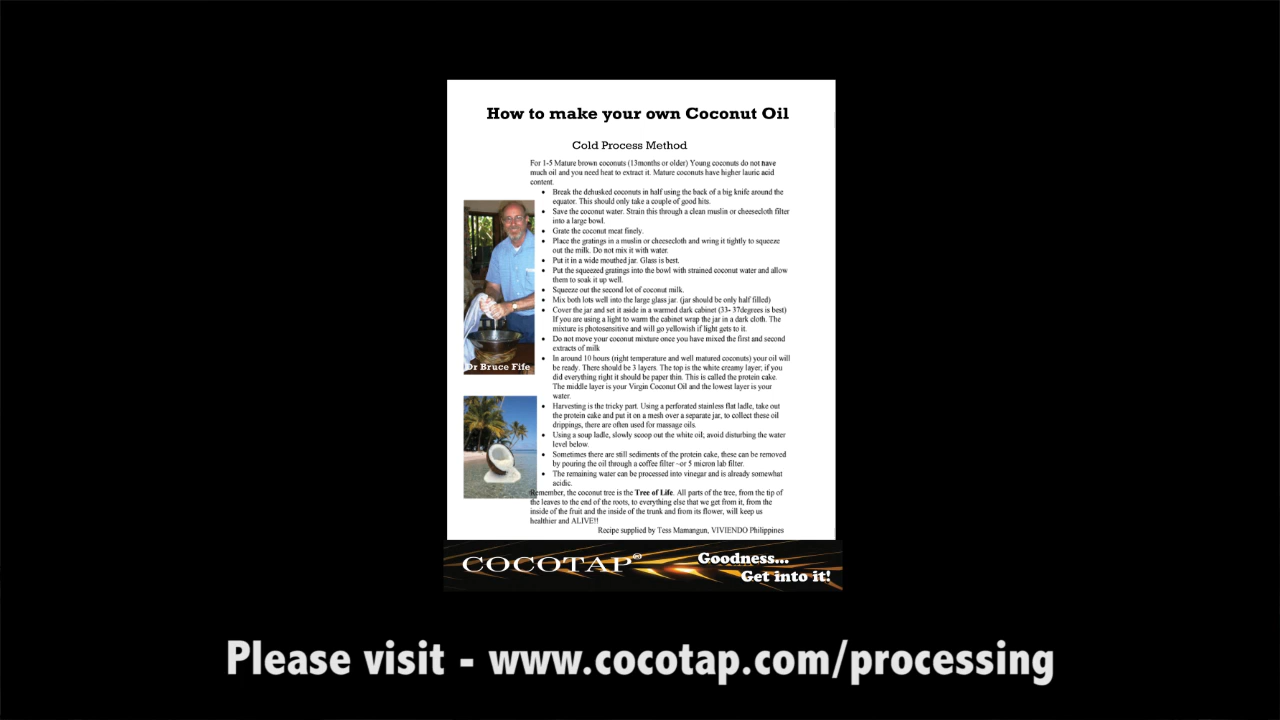 How to make your own Coconut Oil
Cold Process Method
For 1-5 Mature brown coconuts (13months or older) Young coconuts do not have
much oil and you need heat to extract it. Mature coconuts have higher lauric acid
content.
• Break the dehusked coconuts in half using the back of a big knife around the
equator. This should only take a couple of good hits.
• Save the coconut water. Strain this through a clean muslin or cheesecloth filter
into a large bowl.
• Grate the coconut meat finely.
• Place the gratings in a muslin or cheesecloth and wring it tightly to squeeze
out the milk. Do not mix it with water.
• Put it in a wide mouthed jar. Glass is best.
• Put the squeezed gratings into the bowl with strained coconut water and allow
them to soak it up well.
• Squeeze out the second lot of coconut milk.
• Mix both lots well into the large glass jar. (jar should be only half filled)
• Cover the jar and set it aside in a warmed dark cabinet (33- 37degrees is best)
If you are using a light to warm the cabinet wrap the jar in a dark cloth. The
mixture is photosensitive and will go yellowish if light gets to it.
• Do not move your coconut mixture once you have mixed the first and second
extracts of milk
• In around 10 hours (right temperature and well matured coconuts) your oil will
be ready. There should be 3 layers. The top is the white creamy layer; if you
did everything right it should be paper thin. This is called the protein cake.
The middle layer is your Virgin Coconut Oil and the lowest layer is your
water.
• Harvesting is the tricky part. Using a perforated stainless flat ladle, take out
the protein cake and put it on a mesh over a separate jar, to collect these oil
drippings, there are often used for massage oils.
• Using a soup ladle, slowly scoop out the white oil; avoid disturbing the water
level below.
• Sometimes there are still sediments of the protein cake, these can be removed
by pouring the oil through a coffee filter –or 5 micron lab filter.
• The remaining water can be processed into vinegar and is already somewhat
acidic.
Remember, the coconut tree is the Tree of Life. All parts of the tree, from the tip of
the leaves to the end of the roots, to everything else that we get from it, from the
inside of the fruit and the inside of the trunk and from its flower, will keep us
healthier and ALIVE!!
Recipe supplied by Tess Mamangun, VIVIENDO Philippines
Dr Bruce Fife
COCOTAP®
Goodness...
Get into it!
Please visit - www.cocotap.com/processing